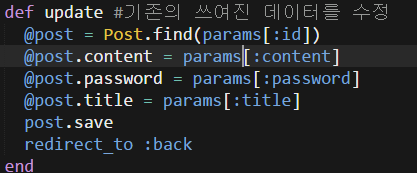 def update #기존의 쓰여진 데이터를 수정
  @post = Post.find(params[:id])
  @post.content = params[:content]
  @post.password = params[:password]
  @post.title = params[:title]
  post.save
  redirect_to :back
end